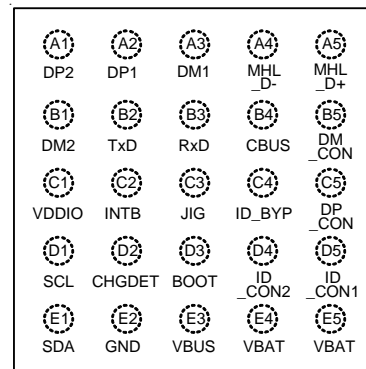 A1 A2 A3 A4 A5
DP2 DP1 DM1 MHL MHL
_D- _D+
B1 B2 B3 B4 B5
DM2 TxD RxD CBUS DM
_CON
C1 C2 C3 C4 C5
VDDIO INTB JIG ID_BYP DP
_CON
D1 D2 D3 D4 D5
SCL CHGDET BOOT ID ID
_CON2 _CON1
E1 E2 E3 E4 E5
SDA GND VBUS VBAT VBAT